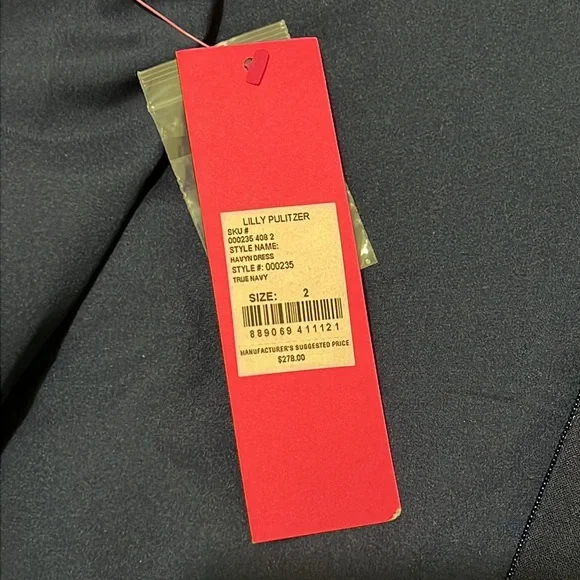 LILLY PULITZER
SKU #
000235 408 2
STYLE NAME:
HAVYN DRESS
STYLE #: 000235
TRUE NAVY
SIZE: 2
889069 411121
MANUFACTURER'S SUGGESTED PRICE
$278.00